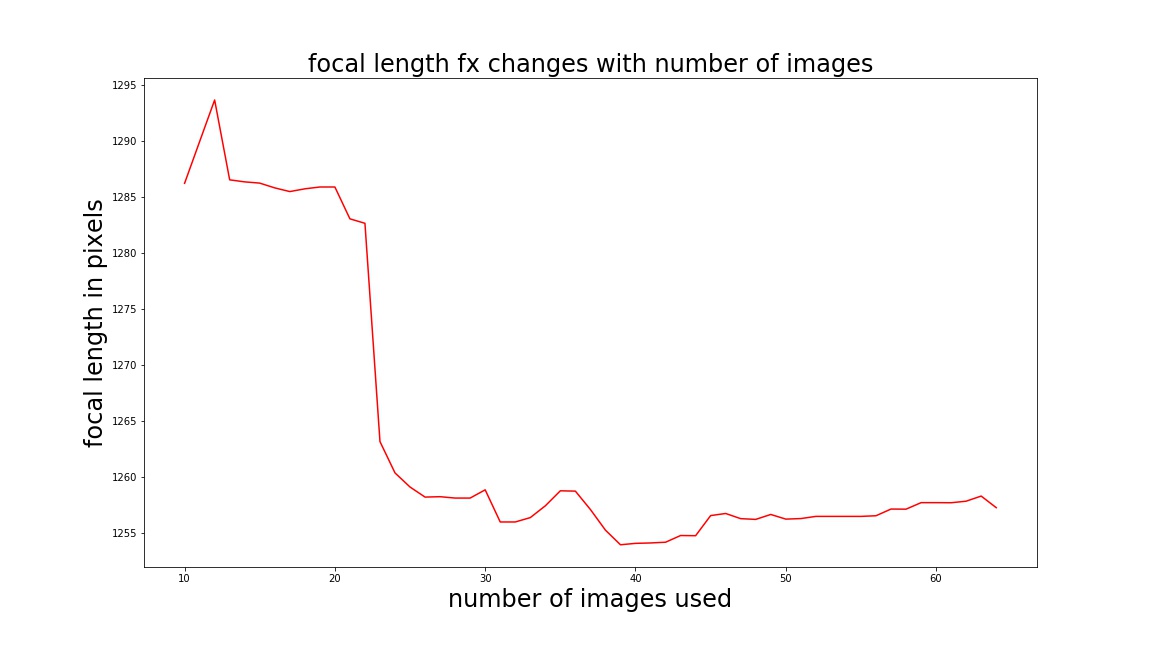 focal length fx changes with number of images
focal length in pixels
1295
1290
1285
1280
1275
1270
1265
1260
1255
10 20 30 40 50 60
number of images used